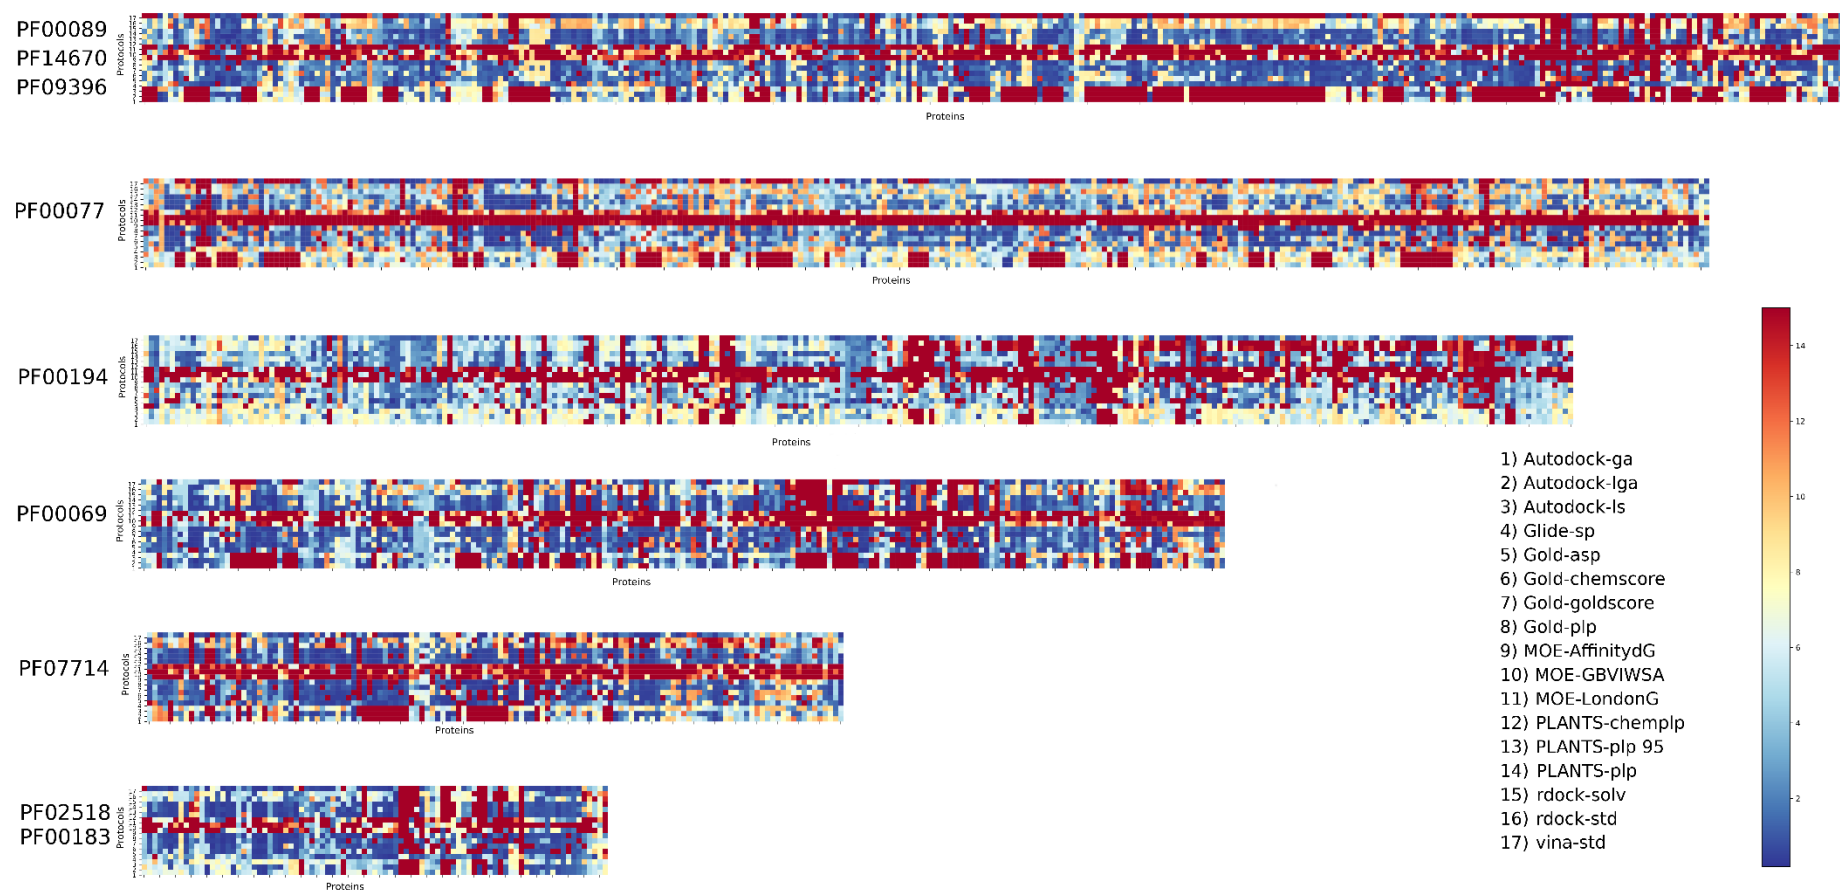 PF00089
PF14670
PF09396
Protocols
Proteins
PF00077
Protocols
Proteins
PF00194
Protocols
Proteins
PF00069
Protocols
Proteins
PF07714
Protocols
Proteins
PF02518
PF00183
Protocols
Proteins
1) Autodock-ga
2) Autodock-lga
3) Autodock-ls
4) Glide-sp
5) Gold-asp
6) Gold-chemscore
7) Gold-goldscore
8) Gold-plp
9) MOE-AffinitydG
10) MOE-GBVIWSA
11) MOE-LondonG
12) PLANTS-chemplp
13) PLANTS-plp 95
14) PLANTS-plp
15) rdock-solv
16) rdock-std
17) vina-std
14
12
10
8
6
4
2